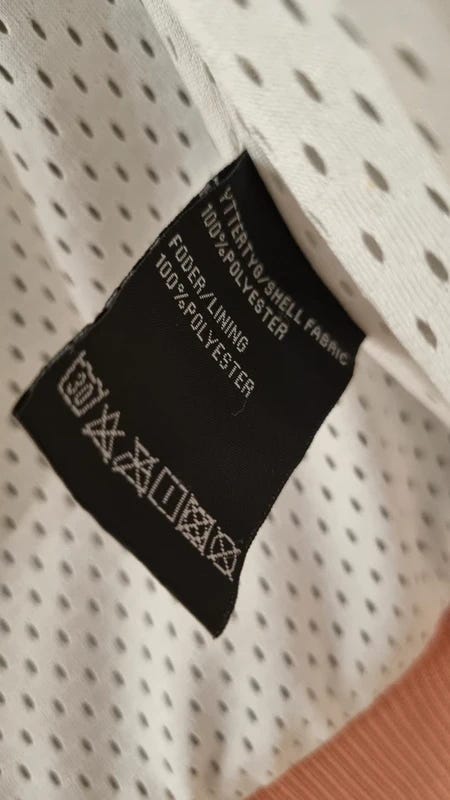 YTTERTYG/SHELL FABRIC
100%POLYESTER
FODER/LINING
100%POLYESTER
30